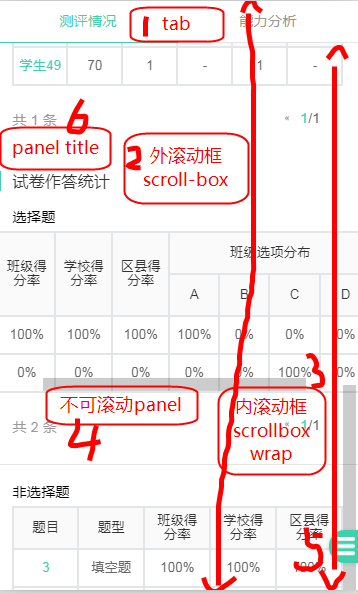 测评情况 1 tab 能力分析
学生49 70 1 - 1 -
共 1 条 « 1/1
6
panel title
2 外滚动框
scroll-box
试卷作答统计
选择题
班级得分率 学校得分率 区县得分率 班级选项分布
A B C D
100% 100% 100% 100% 0% 0% 0%
0% 0% 0% 0% 0% 100% 0%
3
不可滚动panel
4
内滚动框
scrollbox
wrap
共 2 条 1/1
非选择题
题目 题型 班级得分率 学校得分率 区县得分率
5
3 填空题 100% 100% 100%